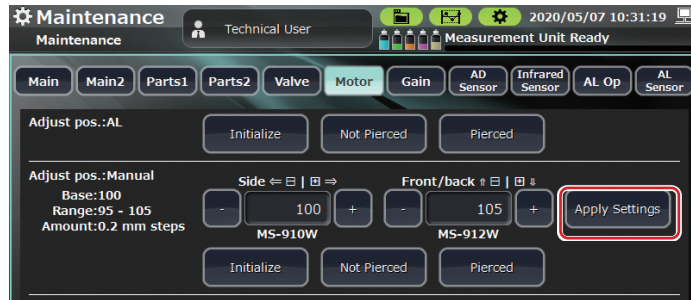 Maintenance
Technical User
2020/05/07 10:31:19
Maintenance
Measurement Unit Ready
Main Main2 Parts1 Parts2 Valve Motor Gain AD Sensor Infrared Sensor AL Op AL Sensor
Adjust pos.:AL
Initialize Not Pierced Pierced
Adjust pos.:Manual
Base:100
Range:95 - 105
Amount:0.2 mm steps
Side ⇐ ⊟ | ⊞ ⇒
Front/back ⇑ ⊟ | ⊞ ⇓
- 100 + - 105 + Apply Settings
MS-910W MS-912W
Initialize Not Pierced Pierced